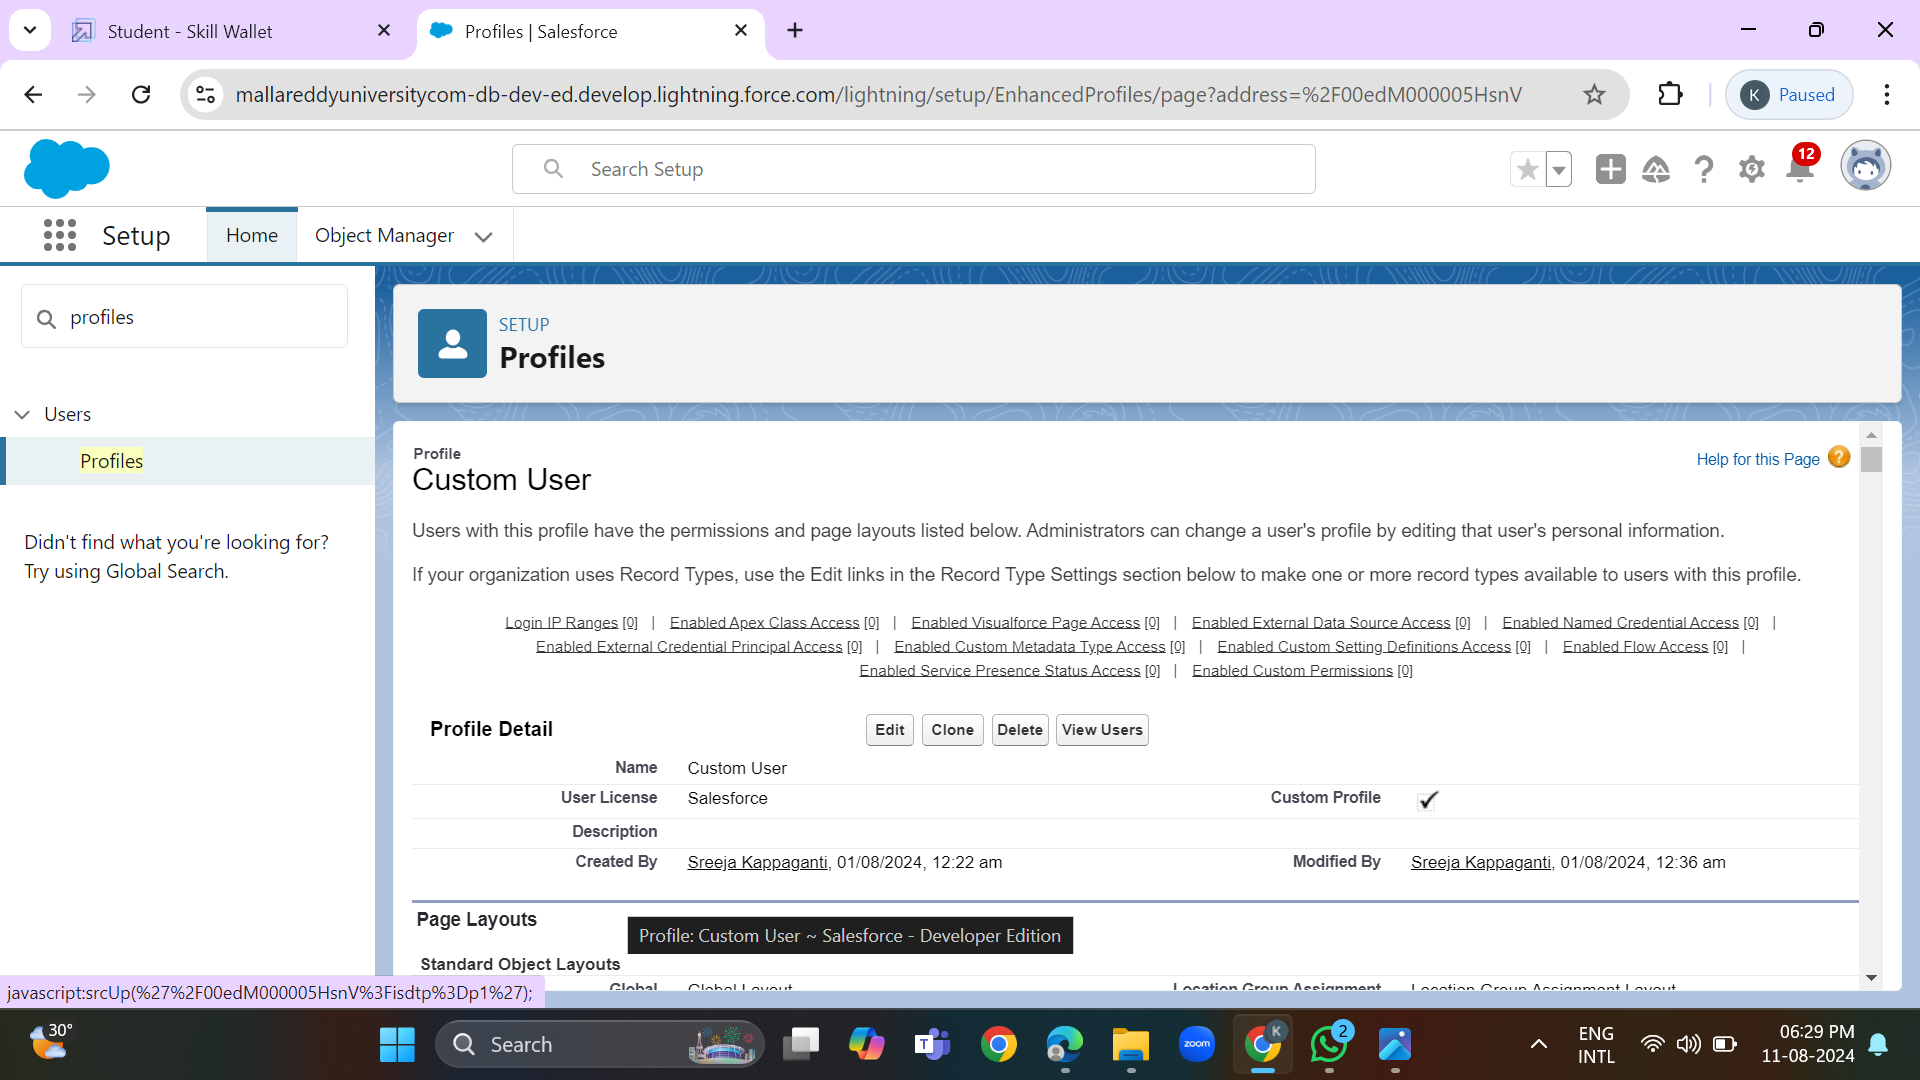 Student - Skill Wallet
Profiles | Salesforce
mallareddyuniversitycom-db-dev-ed.develop.lightning.force.com/lightning/setup/EnhancedProfiles/page?address=%2F00edM000005HsnV
K Paused
Search Setup
12
Setup
Home
Object Manager
profiles
Users
Profiles
Didn't find what you're looking for?
Try using Global Search.
SETUP
Profiles
Profile
Custom User
Help for this Page
Users with this profile have the permissions and page layouts listed below. Administrators can change a user's profile by editing that user's personal information.
If your organization uses Record Types, use the Edit links in the Record Type Settings section below to make one or more record types available to users with this profile.
Login IP Ranges [0] | Enabled Apex Class Access [0] | Enabled Visualforce Page Access [0] | Enabled External Data Source Access [0] | Enabled Named Credential Access [0] |
Enabled External Credential Principal Access [0] | Enabled Custom Metadata Type Access [0] | Enabled Custom Setting Definitions Access [0] | Enabled Flow Access [0] |
Enabled Service Presence Status Access [0] | Enabled Custom Permissions [0]
Profile Detail
Edit Clone Delete View Users
Name Custom User
User License Salesforce Custom Profile
Description
Created By Sreeja Kappaganti, 01/08/2024, 12:22 am Modified By Sreeja Kappaganti, 01/08/2024, 12:36 am
Page Layouts
Profile: Custom User ~ Salesforce - Developer Edition
Standard Object Layouts
Global Global Layout Location Group Assignment Location Group Assignment Layout
javascript:srcUp(%27%2F00edM000005HsnV%3Fisdtp%3Dp1%27);
30°
Search
T
zoom
K
2
ENG
INTL
06:29 PM
11-08-2024